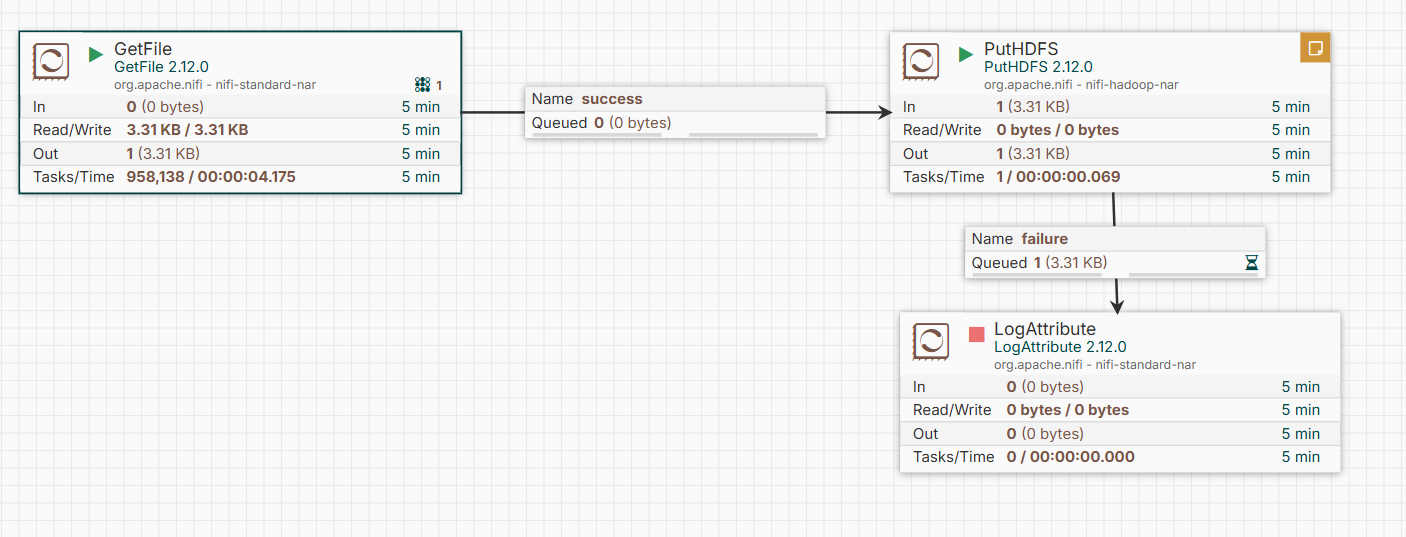 GetFile
GetFile 2.12.0
org.apache.nifi - nifi-standard-nar
1
In 0 (0 bytes) 5 min
Read/Write 3.31 KB / 3.31 KB 5 min
Out 1 (3.31 KB) 5 min
Tasks/Time 958,138 / 00:00:04.175 5 min
Name success
Queued 0 (0 bytes)
PutHDFS
PutHDFS 2.12.0
org.apache.nifi - nifi-hadoop-nar
In 1 (3.31 KB) 5 min
Read/Write 0 bytes / 0 bytes 5 min
Out 1 (3.31 KB) 5 min
Tasks/Time 1 / 00:00:00.069 5 min
Name failure
Queued 1 (3.31 KB)
LogAttribute
LogAttribute 2.12.0
org.apache.nifi - nifi-standard-nar
In 0 (0 bytes) 5 min
Read/Write 0 bytes / 0 bytes 5 min
Out 0 (0 bytes) 5 min
Tasks/Time 0 / 00:00:00.000 5 min